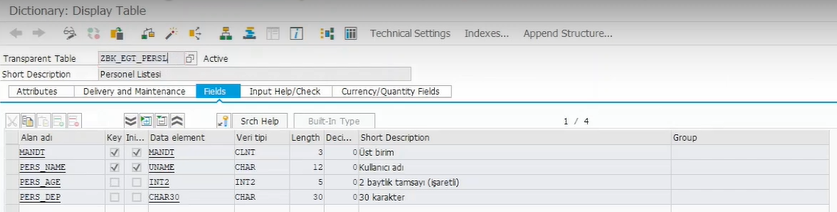 Dictionary: Display Table
Technical Settings Indexes... Append Structure...
Transparent Table ZBK_EGT_PERSL Active
Short Description Personel Listesi
Attributes Delivery and Maintenance Fields Input Help/Check Currency/Quantity Fields
Srch Help Built-In Type 1 / 4
Alan adı Key Ini... Data element Veri tipi Length Deci... Short Description Group
MANDT MANDT CLNT 3 0 Üst birim
PERS_NAME UNAME CHAR 12 0 Kullanıcı adı
PERS_AGE INT2 INT2 5 0 2 baytlik tamsayı (işaretli)
PERS_DEP CHAR30 CHAR 30 0 30 karakter